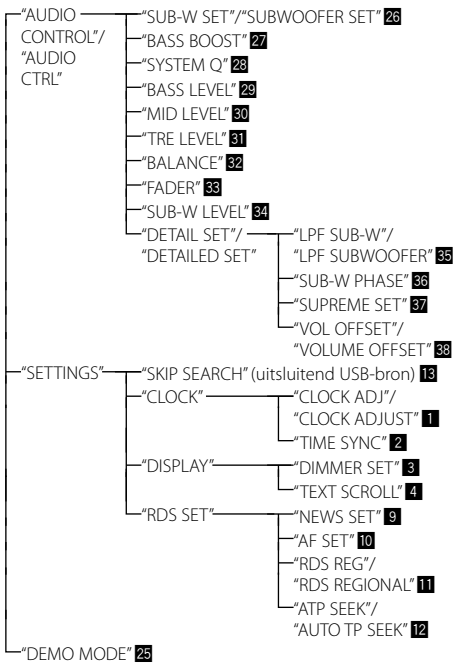 “AUDIO CONTROL”/ “AUDIO CTRL”
“SUB-W SET”/“SUBWOOFER SET” 26
“BASS BOOST” 27
“SYSTEM Q” 28
“BASS LEVEL” 29
“MID LEVEL” 30
“TRE LEVEL” 31
“BALANCE” 32
“FADER” 33
“SUB-W LEVEL” 34
“DETAIL SET”/
“DETAILED SET”
“LPF SUB-W”/
“LPF SUBWOOFER” 35
“SUB-W PHASE” 36
“SUPREME SET” 37
“VOL OFFSET”/
“VOLUME OFFSET” 38
“SETTINGS”
“SKIP SEARCH” (uitsluitend USB-bron) 13
“CLOCK”
“CLOCK ADJ”/
“CLOCK ADJUST” 1
“TIME SYNC” 2
“DISPLAY”
“DIMMER SET” 3
“TEXT SCROLL” 4
“RDS SET”
“NEWS SET” 9
“AF SET” 10
“RDS REG”/
“RDS REGIONAL” 11
“ATP SEEK”/
“AUTO TP SEEK” 12
“DEMO MODE” 25